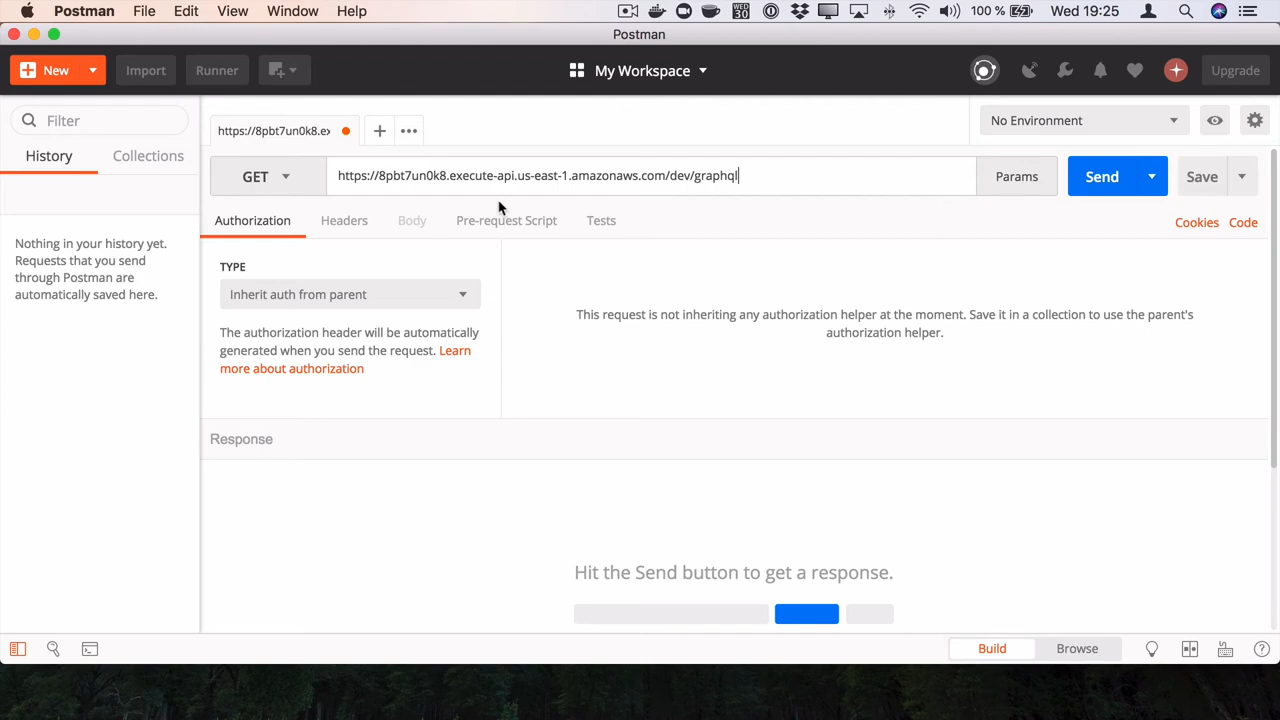 Postman File Edit View Window Help WED 30 100 % Wed 19:25
Postman
New Import Runner My Workspace Upgrade
Filter
History Collections
Nothing in your history yet.
Requests that you send
through Postman are
automatically saved here.
https://8pbt7un0k8.ex
No Environment
GET https://8pbt7un0k8.execute-api.us-east-1.amazonaws.com/dev/graphql Params Send Save
Authorization Headers Body Pre-request Script Tests Cookies Code
TYPE
Inherit auth from parent
The authorization header will be automatically
generated when you send the request. Learn
more about authorization
This request is not inheriting any authorization helper at the moment. Save it in a collection to use the parent's
authorization helper.
Response
Hit the Send button to get a response.
Build Browse